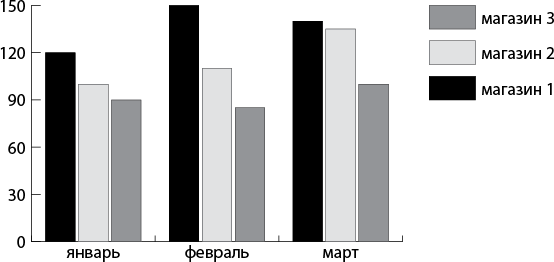 150
120
90
60
30
0
январь
февраль
март
магазин 3
магазин 2
магазин 1